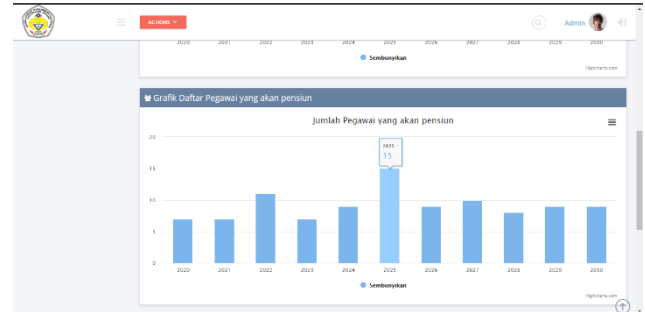 ACTIONS
Admin
2020 2021 2022 2023 2024 2025 2026 2027 2028 2029 2030
Sembunyikan
Highcharts.com
Grafik Daftar Pegawai yang akan pensiun
Jumlah Pegawai yang akan pensiun
20
2025
15
15
10
5
0
2020 2021 2022 2023 2024 2025 2026 2027 2028 2029 2030
Sembunyikan
Highcharts.com